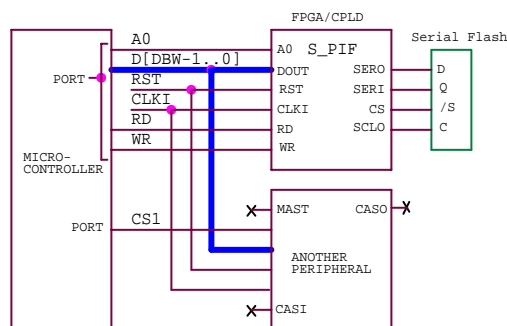 FPGA/CPLD
Serial Flash
A0
A0
S_PIF
D[DBW-1..0]
DOUT
SERO
D
PORT
RST
RST
SERI
Q
CLKI
CLKI
CS
/S
RD
RD
SCLO
C
WR
WR
MICRO-
CONTROLLER
MAST
CASO
PORT
CS1
ANOTHER
PERIPHERAL
CASI